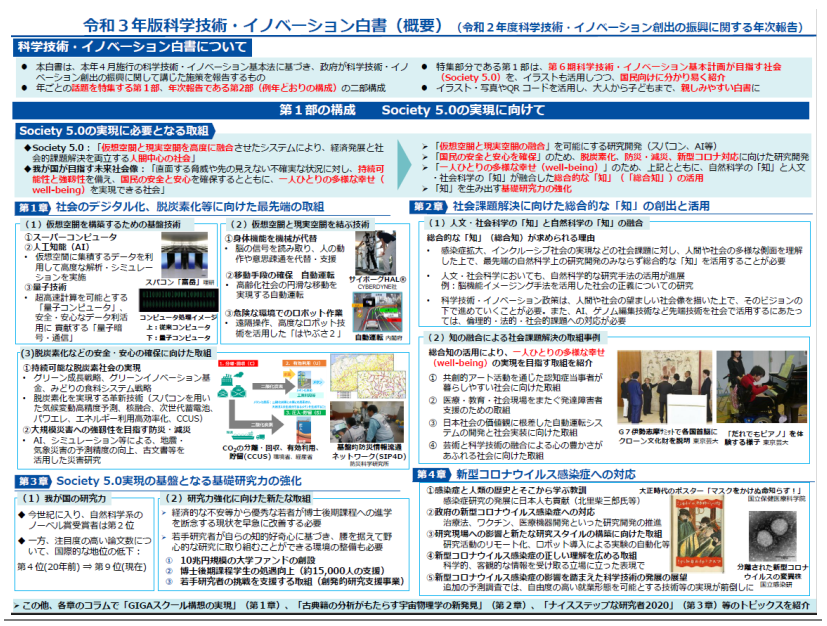 令和３年版科学技術・イノベーション白書（概要）（令和２年度科学技術・イノベーション創出の振興に関する年次報告）
科学技術・イノベーション白書について
● 本白書は、本年４月施行の科学技術・イノベーション基本法に基づき、政府が科学技術・イノ
ベーション創出の振興に関して講じた施策を報告するもの
● 年ごとの話題を特集する第１部、年次報告である第2部（例年どおりの構成）の二部構成
● 特集部分である第１部は、第６期科学技術・イノベーション基本計画が目指す社会
（Society 5.0）を、イラストも活用しつつ、国民向けに分かり易く紹介
● イラスト・写真やQR コードを活用し、大人から子どもまで、親しみやすい白書に
第１部の構成　Society 5.0の実現に向けて
Society 5.0の実現に必要となる取組
◆Society 5.0：「仮想空間と現実空間を高度に融合させたシステムにより、経済発展と社
会的課題解決を両立する人間中心の社会」
◆我が国が目指す未来社会像：「直面する脅威や先の見えない不確実な状況に対し、持続可
能性と強靱性を備え、国民の安全と安心を確保するとともに、一人ひとりの多様な幸せ（
well-being）を実現できる社会」
➢ 「仮想空間と現実空間の融合」を可能にする研究開発（スパコン、AI等）
➢ 「国民の安全と安心を確保」のため、脱炭素化、防災・減災、新型コロナ対応に向けた研究開発
➢ 「一人ひとりの多様な幸せ（well-being）」のため、上記とともに、自然科学の「知」と人文
・社会科学の「知」が融合した総合的な「知」（「総合知」）の活用
➢ 「知」を生み出す基礎研究力の強化
第１章 社会のデジタル化、脱炭素化等に向けた最先端の取組
（１）仮想空間を構築するための基盤技術
①スーパーコンピュータ
②人工知能（AI）
・ 仮想空間に集積するデータを利
用して高度な解析・シミュレー
ションを実施
③量子技術
・ 超高速計算を可能とする
「量子コンピュータ」、
安全・安心なデータ利活
用に 貢献する「量子暗
号・通信」
スパコン「富岳」理研
コンピュータ処理イメージ
上：従来コンピュータ
下：量子コンピュータ
（２）仮想空間と現実空間を結ぶ技術
①身体機能を機械が代替
・ 脳の信号を読み取り、人の動
作や意思疎通を代替・支援
②移動手段の確保　自動運転
・ 高齢化社会の円滑な移動を
実現する自動運転
③危険な環境でのロボット作業
・ 遠隔操作、高度なロボット技
術を活用した「はやぶさ２」
サイボーグHAL®
CYBERDYNE社
自動運転 内閣府
(3)脱炭素化などの安全・安心の確保に向けた取組
①持続可能な脱炭素社会の実現
・ グリーン成長戦略、グリーンイノベーション基
金、みどりの食料システム戦略
・ 脱炭素化を実現する革新技術（スパコンを用い
た気候変動高精度予測、核融合、次世代蓄電池、
パワエレ、エネルギー利用高効率化、CCUS）
②大規模災害への強靱性を目指す防災・減災
・ AI、シミュレーション等による、地震・
気象災害の予測精度の向上、古文書等を
活用した災害研究
CO₂の分離・回収、有効利用、
貯留(CCUS) 環境省、経産省
基盤的防災情報流通
ネットワーク(SIP4D)
防災科学研究所
第２章 社会課題解決に向けた総合的な「知」の創出と活用
（１）人文・社会科学の「知」と自然科学の「知」の融合
総合的な「知」（総合知）が求められる理由
・ 感染症拡大、インクルーシブ社会の実現などの社会課題に対し、人間や社会の多様な側面を理解
した上で、最先端の自然科学上の研究開発のみならず総合的な「知」を活用することが必要
・ 人文・社会科学においても、自然科学的な研究手法の活用が進展
例：脳機能イメージング手法を活用した社会の正義についての研究
・ 科学技術・イノベーション政策は、人間や社会の望ましい社会像を描いた上で、そのビジョンの
下で進めていくことが必要。また、AI、ゲノム編集技術など先端技術を社会で活用するにあたっ
ては、倫理的・法的・社会的課題への対応が必要
（２）知の融合による社会課題解決の取組事例
総合知の活用により、一人ひとりの多様な幸せ
（well-being）の実現を目指す取組を紹介
① 共創的アート活動を通じた認知症当事者が
暮らしやすい社会に向けた取組
② 医療・教育・社会現場をまたぐ発達障害者
支援のための取組
③ 日本社会の価値観に根差した自動運転シス
テムの開発と社会実装に向けた取組
④ 芸術と科学技術による心の豊かさが
あふれる社会に向けた取組
Ｇ７伊勢志摩サミットで各国首脳に
クローン文化財を説明 東京芸大
「だれでもピアノ」を体
験する様子 東京芸大
第３章 Society 5.0実現の基盤となる基礎研究力の強化
（１）我が国の研究力
◆ 今世紀に入り、自然科学系の
ノーベル賞受賞者は第２位
◆ 一方、注目度の高い論文数につ
いて、国際的な地位の低下：
第４位(20年前) ⇒ 第９位(現在)
（２）研究力強化に向けた新たな取組
➢ 経済的な不安等から優秀な若者が博士後期課程への進学
を断念する現状を早急に改善する必要
➢ 若手研究者が自らの知的好奇心に基づき、腰を据えて野
心的な研究に取り組むことができる環境の整備も必要
① 10兆円規模の大学ファンドの創設
② 博士後期課程学生の処遇向上（約15,000人の支援）
③ 若手研究者の挑戦を支援する取組（創発的研究支援事業）
第４章 新型コロナウイルス感染症への対応
①感染症と人類の歴史とそこから学ぶ教訓
感染症研究の発展に日本人も貢献（北里柴三郎氏等）
②政府の新型コロナウイルス感染症への対応
治療法、ワクチン、医療機器開発といった研究開発の推進
③研究現場への影響と新たな研究スタイルの構築に向けた取組
研究活動のリモート化、ロボット導入による実験の自動化等
④新型コロナウイルス感染症の正しい理解を広める取組
科学的、客観的な情報を受け取る立場に立った表現で
⑤新型コロナウイルス感染症の影響を踏まえた科学技術の発展の展望
追加の予測調査では、自由度の高い就業形態が可能とする技術等の実現が前倒しに
大正時代のポスター「マスクをかけぬ命知らず！」
国立保健医療科学院
分離された新型コロナ
ウイルスの変異株
国立感染研
➢ この他、各章のコラムで「GIGAスクール構想の実現」（第１章）、「古典籍の分析がもたらす宇宙物理学の新発見」（第２章）、「ナイスステップな研究者2020」（第３章）等のトピックスを紹介